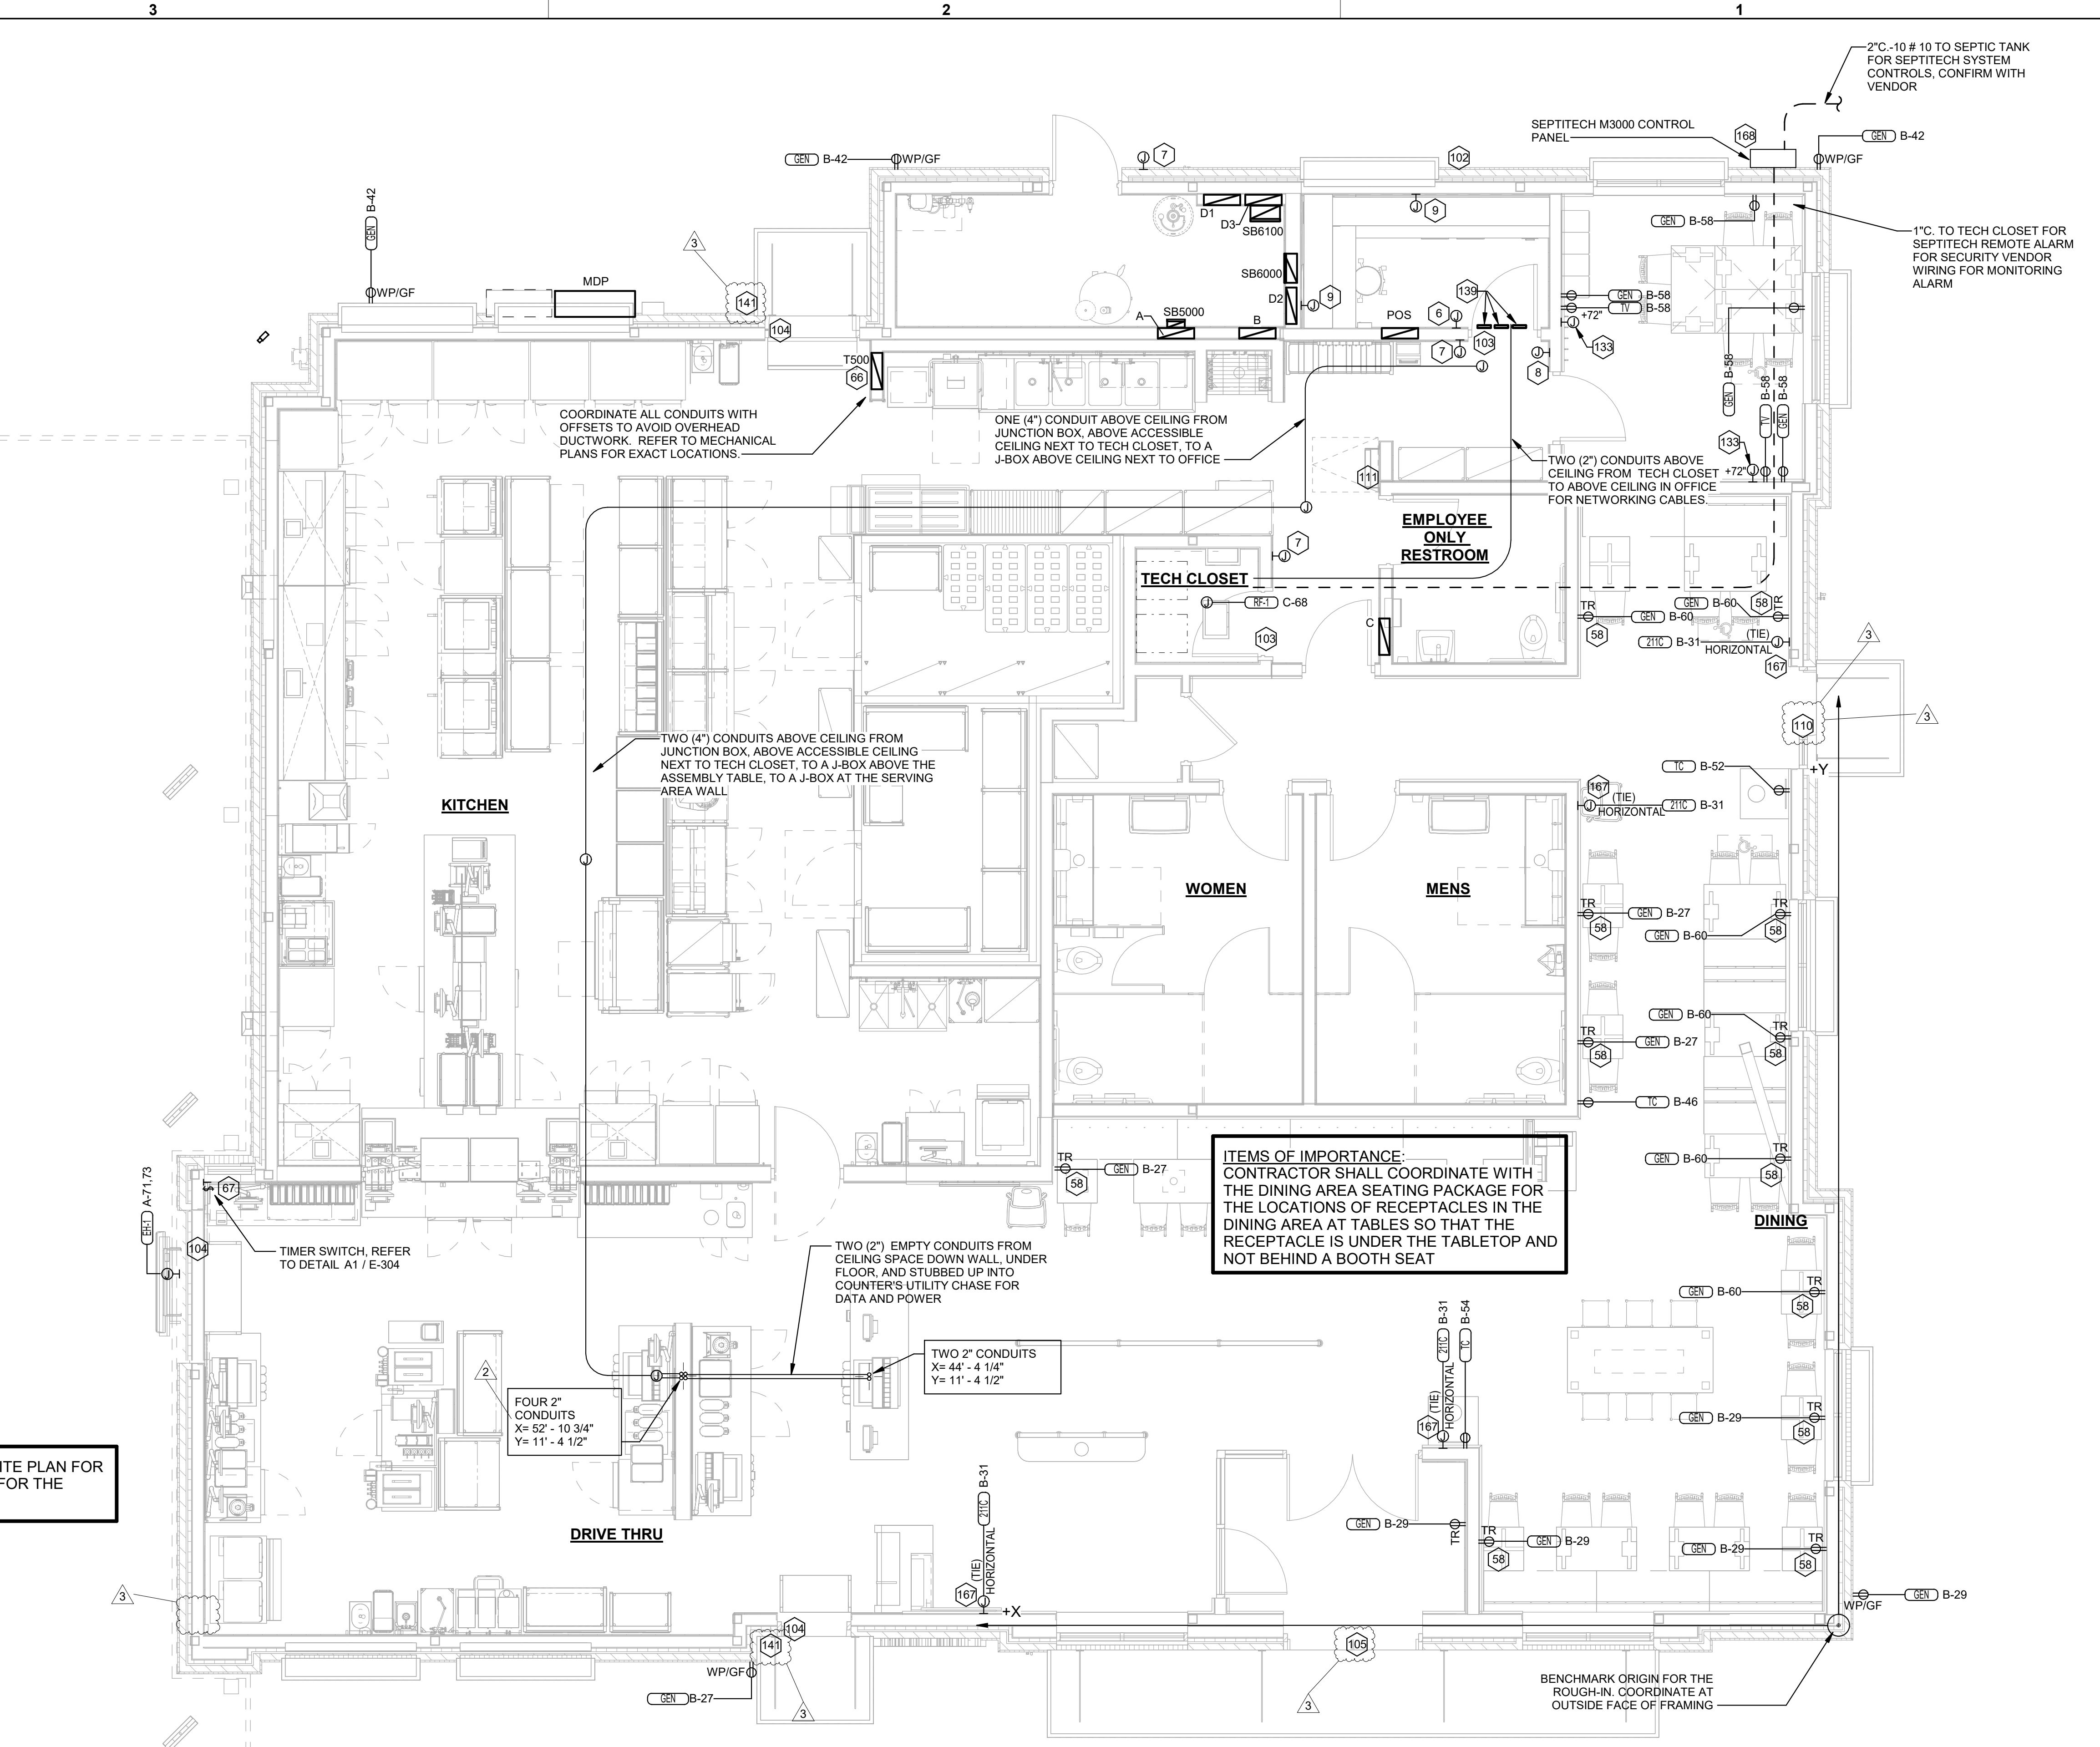 3
2
1
2"C.-10 # 10 TO SEPTIC TANK
FOR SEPTITECH SYSTEM
CONTROLS, CONFIRM WITH
VENDOR
SEPTITECH M3000 CONTROL
PANEL
168
GEN B-42
WP/GF
GEN B-42
WP/GF
7
102
GEN B-42
WP/GF
3
MDP
141
104
D1
D3
SB6100
SB6000
D2
9
9
GEN B-58
1"C. TO TECH CLOSET FOR
SEPTITECH REMOTE ALARM
FOR SECURITY VENDOR
WIRING FOR MONITORING
ALARM
A
SB5000
B
POS
6
7
139
103
8
GEN B-58
TV B-58
+72"
133
GEN B-58
TV B-58
GEN B-58
133
+72"
T500
66
COORDINATE ALL CONDUITS WITH
OFFSETS TO AVOID OVERHEAD
DUCTWORK. REFER TO MECHANICAL
PLANS FOR EXACT LOCATIONS.
ONE (4") CONDUIT ABOVE CEILING FROM
JUNCTION BOX, ABOVE ACCESSIBLE
CEILING NEXT TO TECH CLOSET, TO A
J-BOX ABOVE CEILING NEXT TO OFFICE
111
TWO (2") CONDUITS ABOVE
CEILING FROM TECH CLOSET
TO ABOVE CEILING IN OFFICE
FOR NETWORKING CABLES.
EMPLOYEE
ONLY
RESTROOM
7
TECH CLOSET
J RF-1 C-68
103
C
TR
GEN B-60
58
GEN B-60
58
TR
211C B-31
(TIE)
HORIZONTAL
167
3
110
3
+Y
TC B-52
167
(TIE)
HORIZONTAL
211C B-31
TWO (4") CONDUITS ABOVE CEILING FROM
JUNCTION BOX, ABOVE ACCESSIBLE CEILING
NEXT TO TECH CLOSET, TO A J-BOX ABOVE THE
ASSEMBLY TABLE, TO A J-BOX AT THE SERVING
AREA WALL
KITCHEN
WOMEN
MENS
TR
GEN B-27
58
TR
GEN B-60
58
GEN B-60
TR
58
TR
GEN B-27
58
TC B-46
TR
GEN B-60
58
TR
GEN B-27
58
ITEMS OF IMPORTANCE:
CONTRACTOR SHALL COORDINATE WITH
THE DINING AREA SEATING PACKAGE FOR
THE LOCATIONS OF RECEPTACLES IN THE
DINING AREA AT TABLES SO THAT THE
RECEPTACLE IS UNDER THE TABLETOP AND
NOT BEHIND A BOOTH SEAT
DINING
EH-1 A-71,73
$T
67
104
TIMER SWITCH, REFER
TO DETAIL A1 / E-304
TWO (2") EMPTY CONDUITS FROM
CEILING SPACE DOWN WALL, UNDER
FLOOR, AND STUBBED UP INTO
COUNTER'S UTILITY CHASE FOR
DATA AND POWER
GEN B-60
TR
58
TWO 2" CONDUITS
X= 44' - 4 1/4"
Y= 11' - 4 1/2"
2
FOUR 2"
CONDUITS
X= 52' - 10 3/4"
Y= 11' - 4 1/2"
211C B-31
TC B-54
(TIE)
HORIZONTAL
167
GEN B-29
TR
58
ITE PLAN FOR
FOR THE
211C B-31
(TIE)
HORIZONTAL
167
DRIVE THRU
GEN B-29
TR
TR
GEN B-29
58
GEN B-29
TR
58
GEN B-29
WP/GF
3
+X
104
141
105
WP/GF
GEN B-27
3
3
BENCHMARK ORIGIN FOR THE
ROUGH-IN. COORDINATE AT
OUTSIDE FACE OF FRAMING